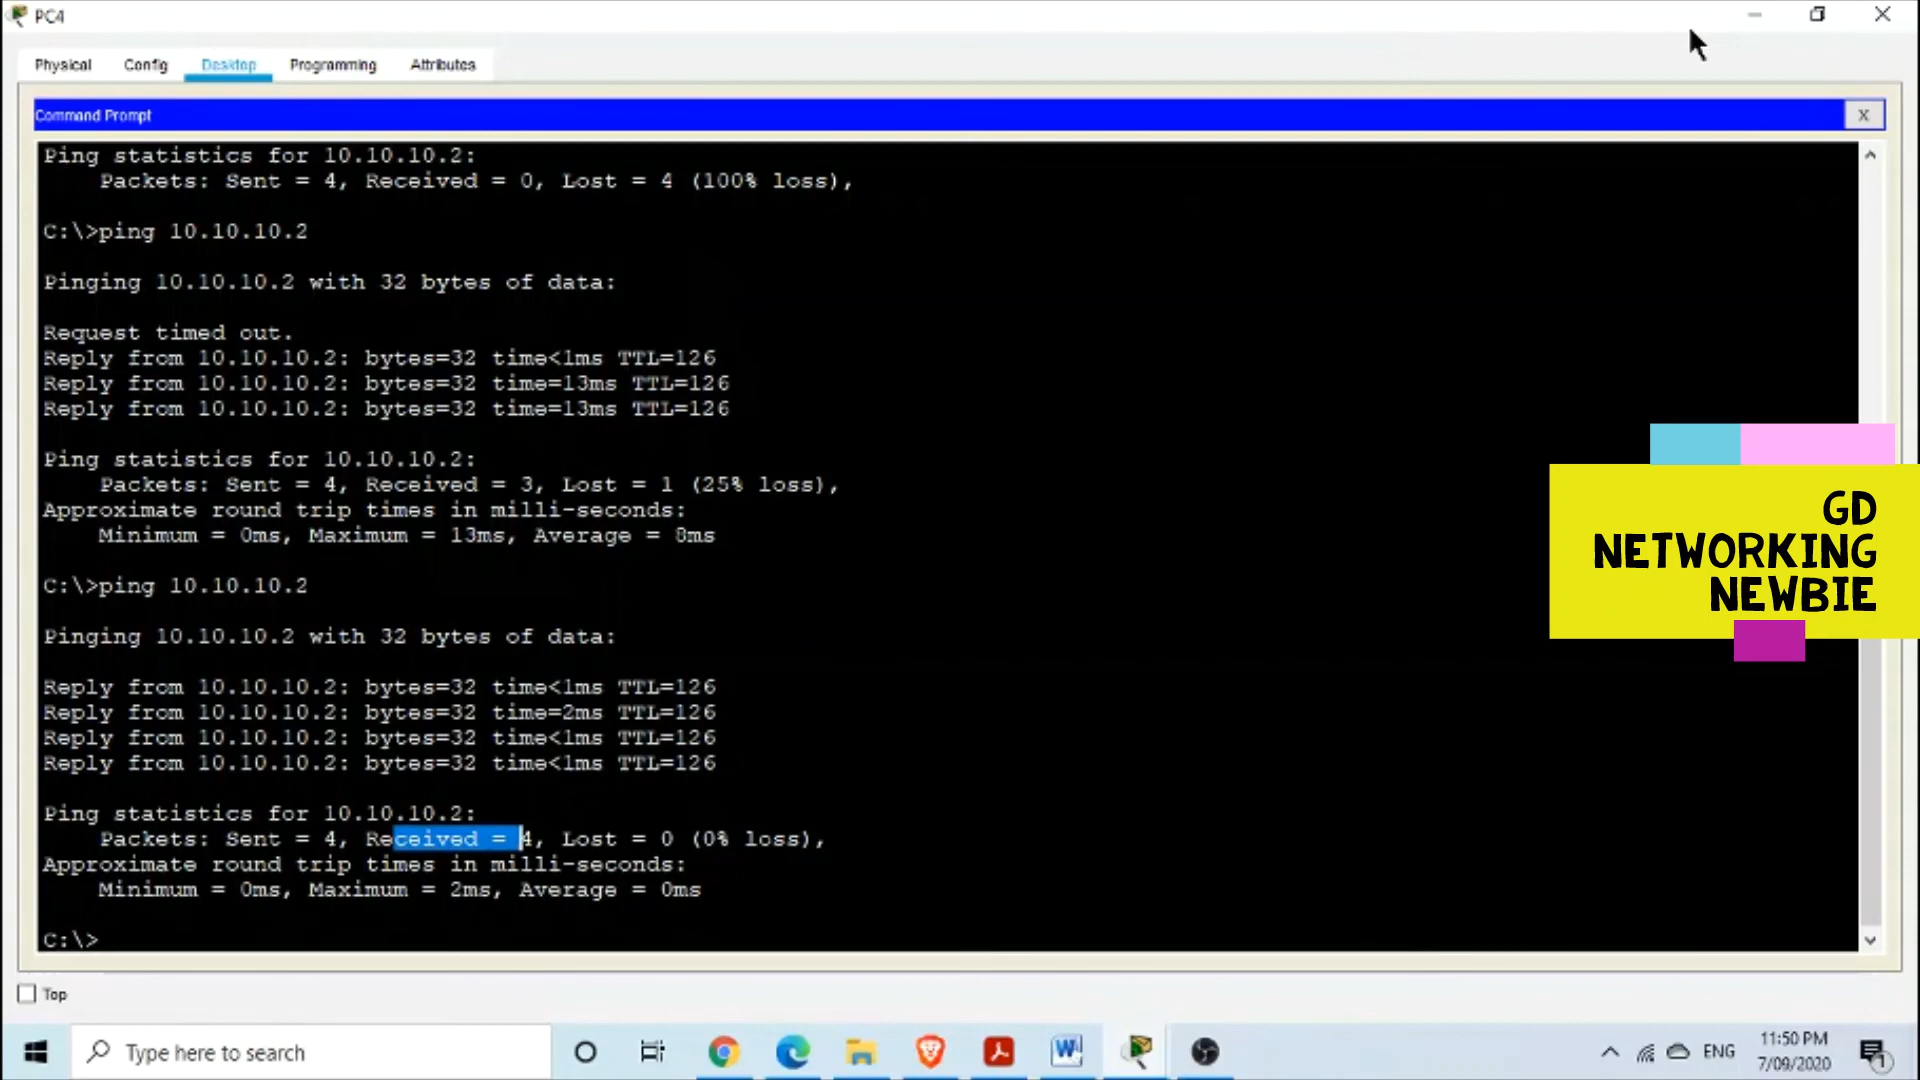 PC4
Physical Config Desktop Programming Attributes
Command Prompt X
Ping statistics for 10.10.10.2:
Packets: Sent = 4, Received = 0, Lost = 4 (100% loss),
C:\>ping 10.10.10.2
Pinging 10.10.10.2 with 32 bytes of data:
Request timed out.
Reply from 10.10.10.2: bytes=32 time<1ms TTL=126
Reply from 10.10.10.2: bytes=32 time=13ms TTL=126
Reply from 10.10.10.2: bytes=32 time=13ms TTL=126
Ping statistics for 10.10.10.2:
Packets: Sent = 4, Received = 3, Lost = 1 (25% loss),
Approximate round trip times in milli-seconds:
Minimum = 0ms, Maximum = 13ms, Average = 8ms
C:\>ping 10.10.10.2
Pinging 10.10.10.2 with 32 bytes of data:
Reply from 10.10.10.2: bytes=32 time<1ms TTL=126
Reply from 10.10.10.2: bytes=32 time=2ms TTL=126
Reply from 10.10.10.2: bytes=32 time<1ms TTL=126
Reply from 10.10.10.2: bytes=32 time<1ms TTL=126
Ping statistics for 10.10.10.2:
Packets: Sent = 4, Received = 4, Lost = 0 (0% loss),
Approximate round trip times in milli-seconds:
Minimum = 0ms, Maximum = 2ms, Average = 0ms
C:\>
GD
NETWORKING
NEWBIE
Top
Type here to search
ENG
11:50 PM
7/09/2020
1